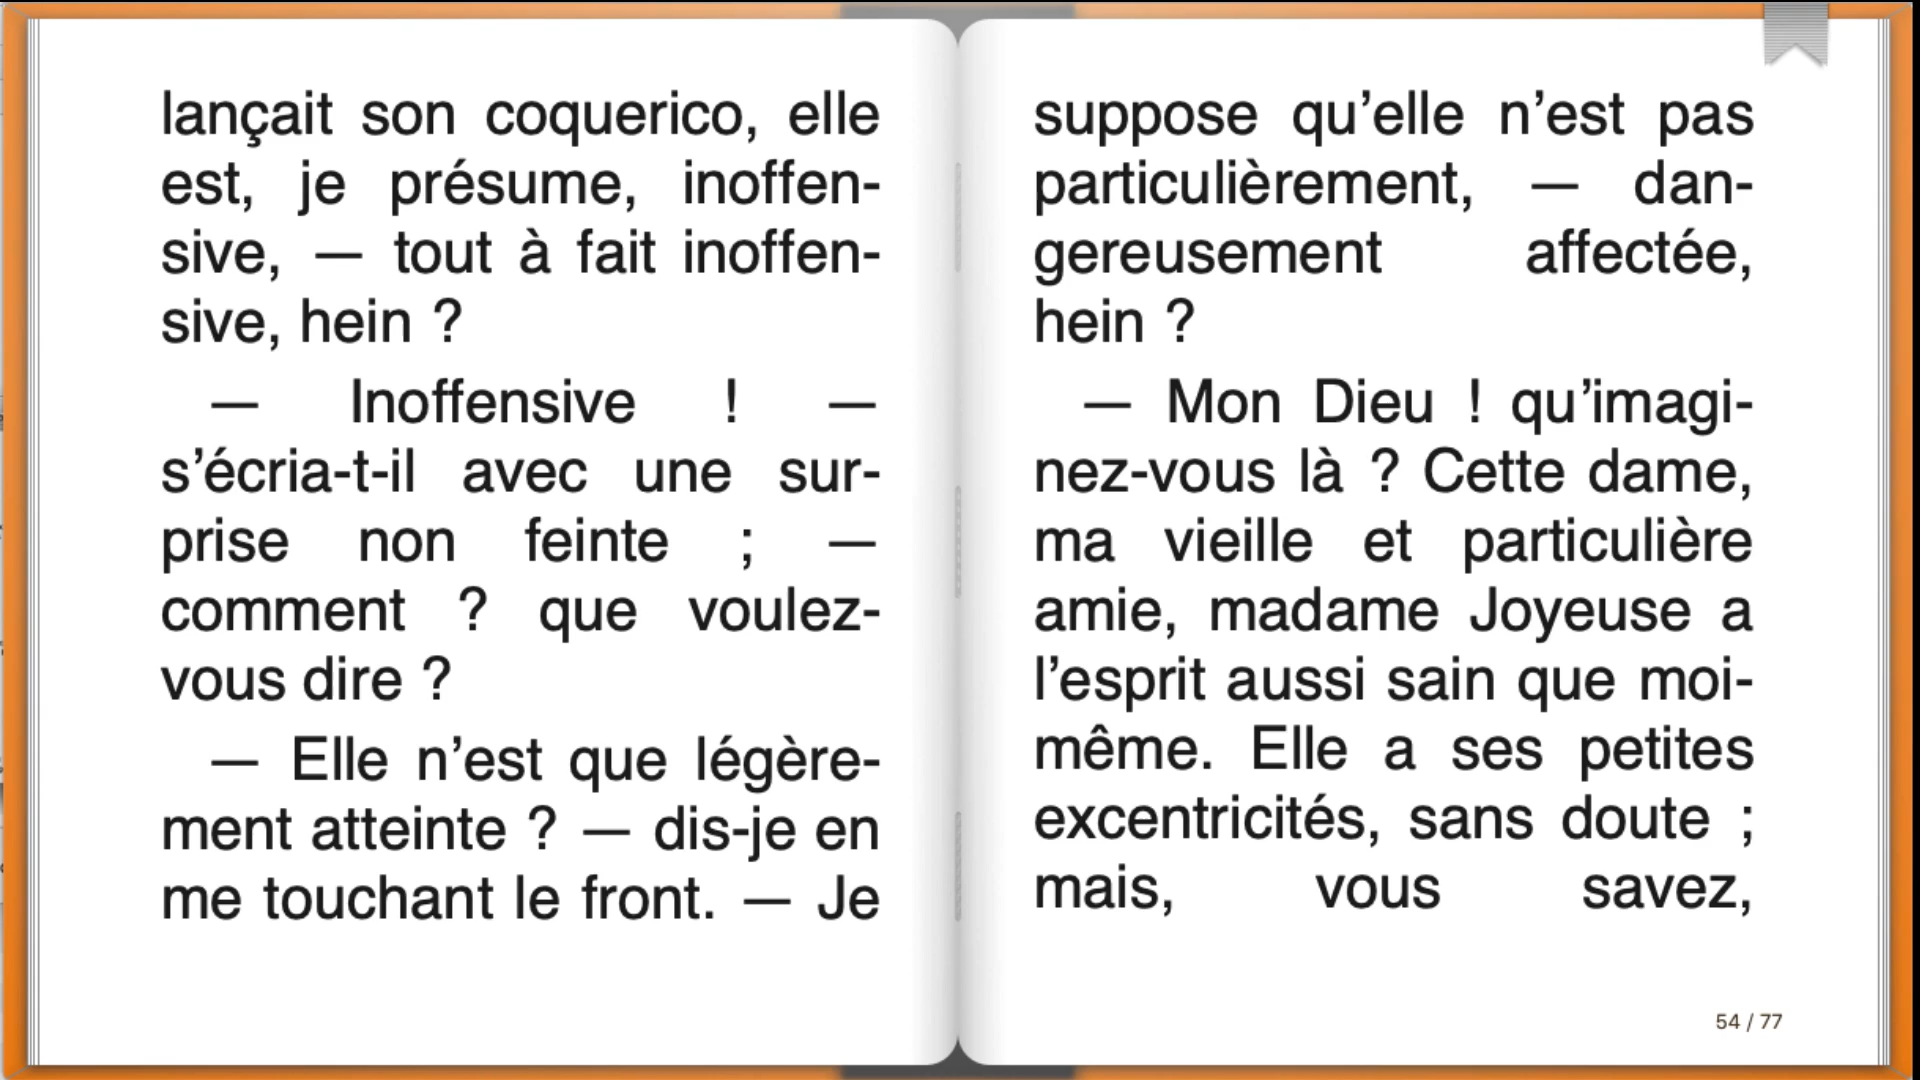 lançait son coquerico, elle
est, je présume, inoffen-
sive, — tout à fait inoffen-
sive, hein ?
— Inoffensive ! —
s’écria-t-il avec une sur-
prise non feinte ; —
comment ? que voulez-
vous dire ?
— Elle n’est que légère-
ment atteinte ? — dis-je en
me touchant le front. — Je
suppose qu’elle n’est pas
particulièrement, — dan-
gereusement affectée,
hein ?
— Mon Dieu ! qu’imagi-
nez-vous là ? Cette dame,
ma vieille et particulière
amie, madame Joyeuse a
l’esprit aussi sain que moi-
même. Elle a ses petites
excentricités, sans doute ;
mais, vous savez,
54 / 77